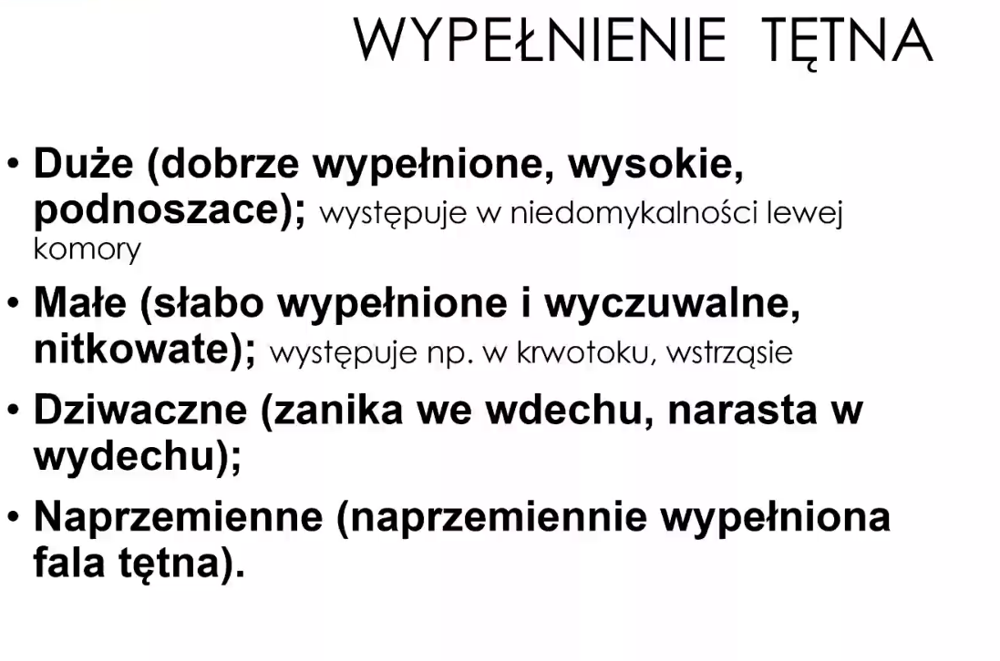 WYPEŁNIENIE TĘTNA
• Duże (dobrze wypełnione, wysokie,
podnoszace); występuje w niedomykalności lewej
komory
• Małe (słabo wypełnione i wyczuwalne,
nitkowate); występuje np. w krwotoku, wstrząsie
• Dziwaczne (zanika we wdechu, narasta w
wydechu);
• Naprzemienne (naprzemiennie wypełniona
fala tętna).